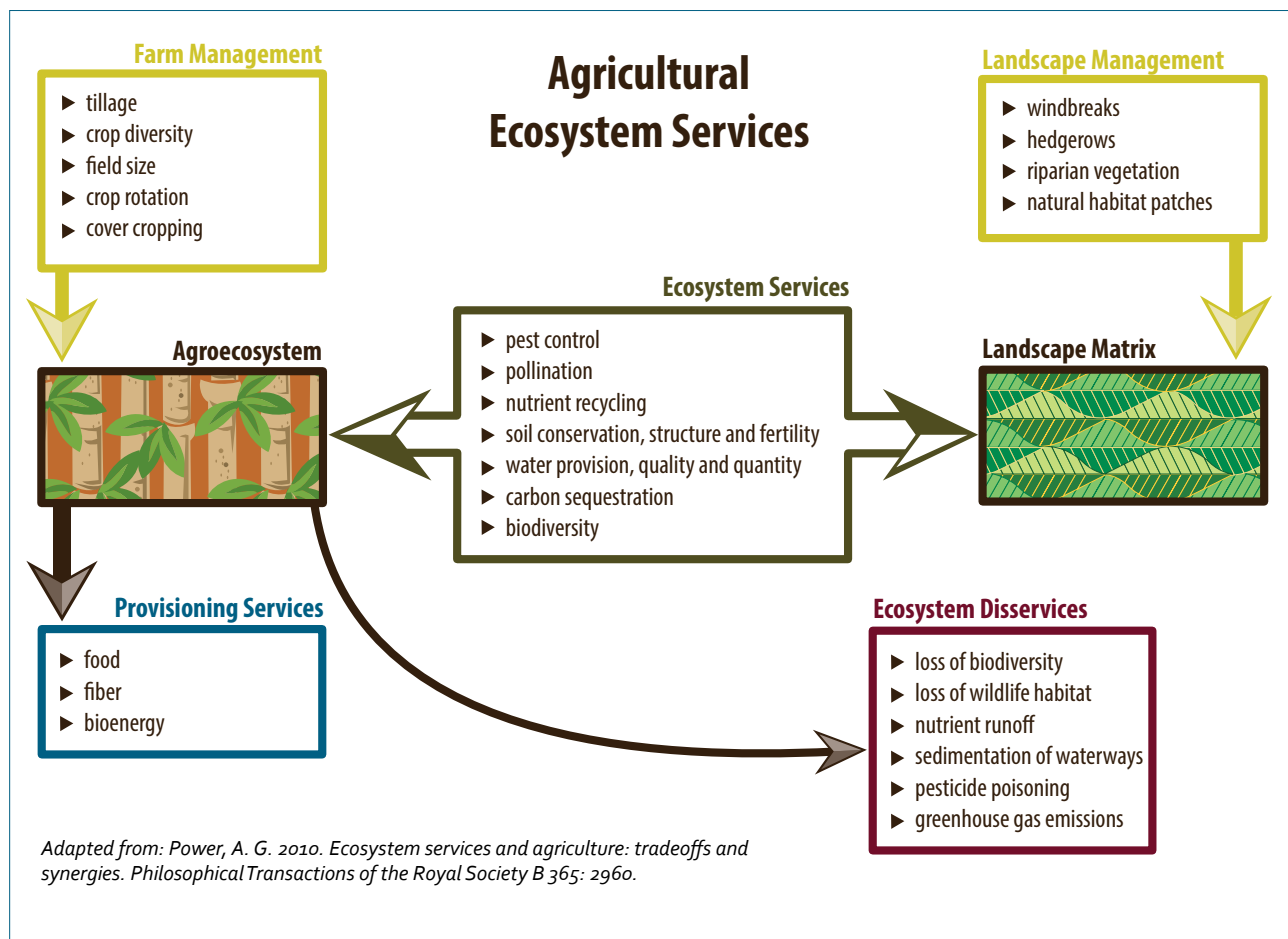 Agricultural
Ecosystem Services
Farm Management
▶ tillage
▶ crop diversity
▶ field size
▶ crop rotation
▶ cover cropping
Landscape Management
▶ windbreaks
▶ hedgerows
▶ riparian vegetation
▶ natural habitat patches
Ecosystem Services
▶ pest control
▶ pollination
▶ nutrient recycling
▶ soil conservation, structure and fertility
▶ water provision, quality and quantity
▶ carbon sequestration
▶ biodiversity
Agroecosystem
Landscape Matrix
Provisioning Services
▶ food
▶ fiber
▶ bioenergy
Ecosystem Disservices
▶ loss of biodiversity
▶ loss of wildlife habitat
▶ nutrient runoff
▶ sedimentation of waterways
▶ pesticide poisoning
▶ greenhouse gas emissions
Adapted from: Power, A. G. 2010. Ecosystem services and agriculture: tradeoffs and
synergies. Philosophical Transactions of the Royal Society B 365: 2960.